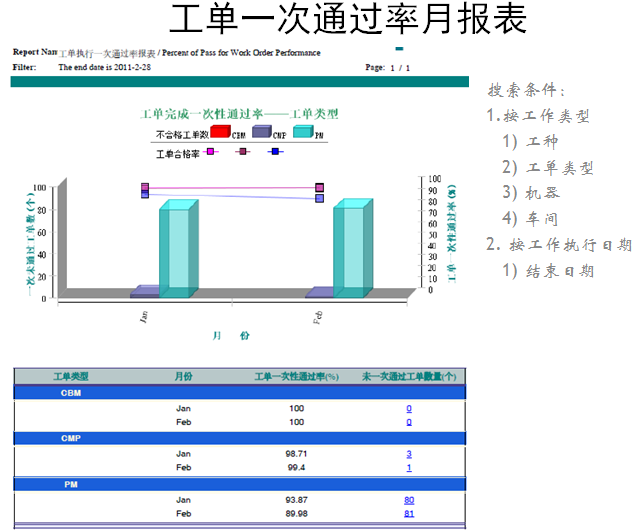 工单一次通过率月报表
Report Nam 工单执行一次通过率报表 / Percent of Pass for Work Order Performance
Filter: The end date is 2011-2-28 Page: 1 / 1
工单完成一次性通过率——工单类型
不合格工单数 CBM CMP PM
工单合格率
一次未通过工单数(个)
100
80
60
40
20
0
工单一次性通过率(%)
100
90
80
70
60
50
40
30
20
10
0
Jan
Feb
月 份
搜索条件:
1.按工作类型
1) 工种
2) 工单类型
3) 机器
4) 车间
2. 按工作执行日期
1) 结束日期
工单类型 月份 工单一次性通过率(%) 未一次通过工单数量(个)
CBM
Jan 100 0
Feb 100 0
CMP
Jan 98.71 3
Feb 99.4 1
PM
Jan 93.87 80
Feb 89.98 81